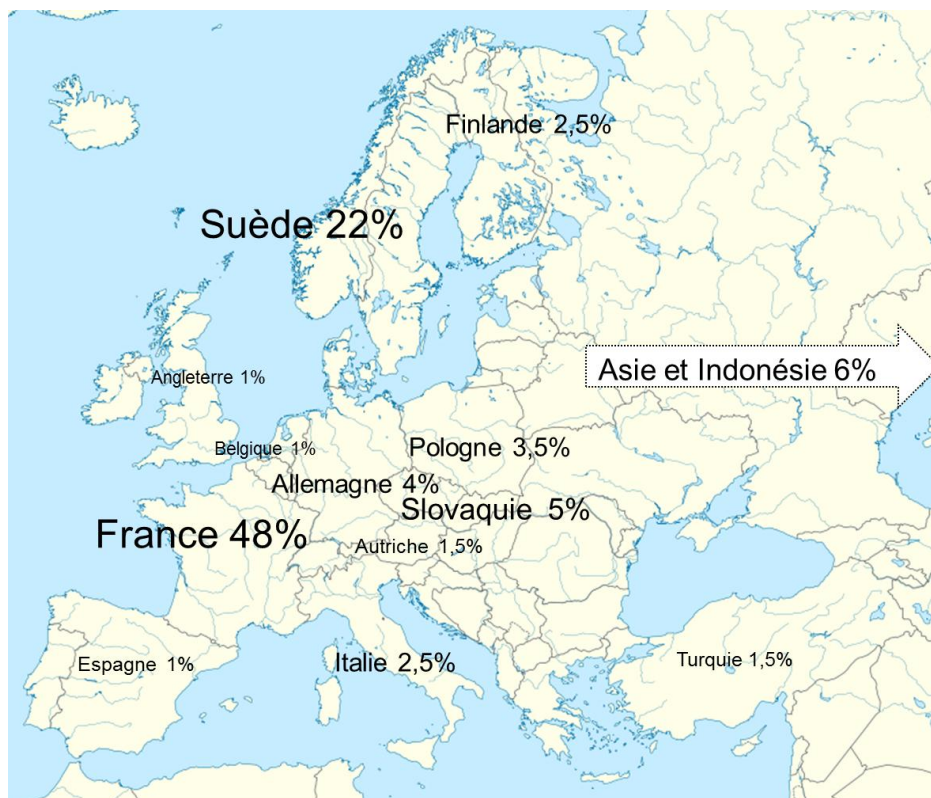 Finlande 2,5%
Suède 22%
Asie et Indonésie 6%
Angleterre 1%
Belgique 1%
Pologne 3,5%
Allemagne 4%
Slovaquie 5%
France 48%
Autriche 1,5%
Espagne 1%
Italie 2,5%
Turquie 1,5%